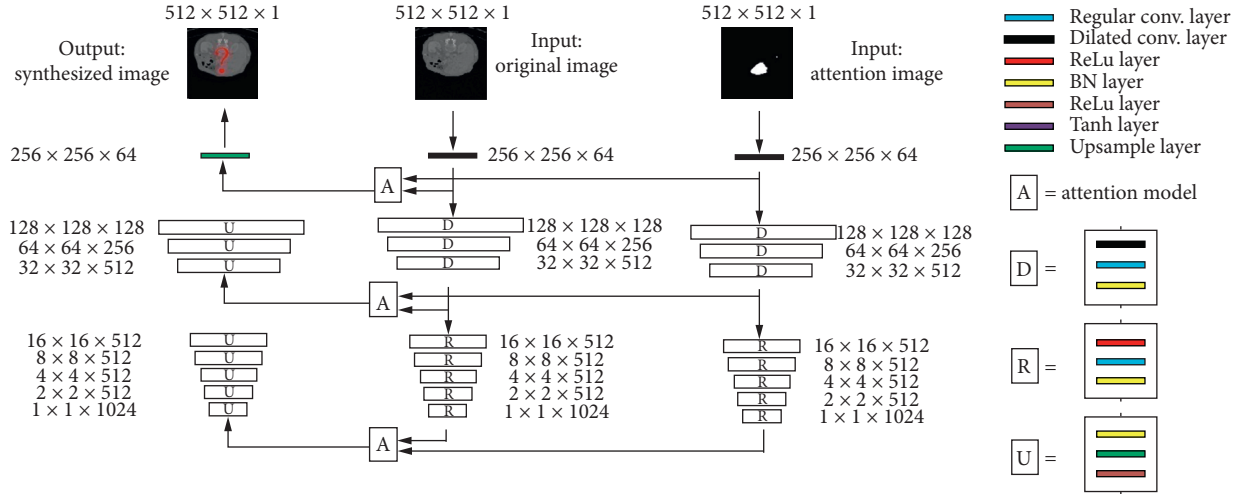 512 × 512 × 1
Output:
synthesized image
256 × 256 × 64
128 × 128 × 128
64 × 64 × 256
32 × 32 × 512
U
U
U
16 × 16 × 512
8 × 8 × 512
4 × 4 × 512
2 × 2 × 512
1 × 1 × 1024
U
U
U
U
U
512 × 512 × 1
Input:
original image
256 × 256 × 64
A
D
D
D
128 × 128 × 128
64 × 64 × 256
32 × 32 × 512
A
R
R
R
R
R
16 × 16 × 512
8 × 8 × 512
4 × 4 × 512
2 × 2 × 512
1 × 1 × 1024
A
512 × 512 × 1
Input:
attention image
256 × 256 × 64
D
D
D
128 × 128 × 128
64 × 64 × 256
32 × 32 × 512
R
R
R
R
R
16 × 16 × 512
8 × 8 × 512
4 × 4 × 512
2 × 2 × 512
1 × 1 × 1024
Regular conv. layer
Dilated conv. layer
ReLu layer
BN layer
ReLu layer
Tanh layer
Upsample layer
A = attention model
D =
R =
U =
?